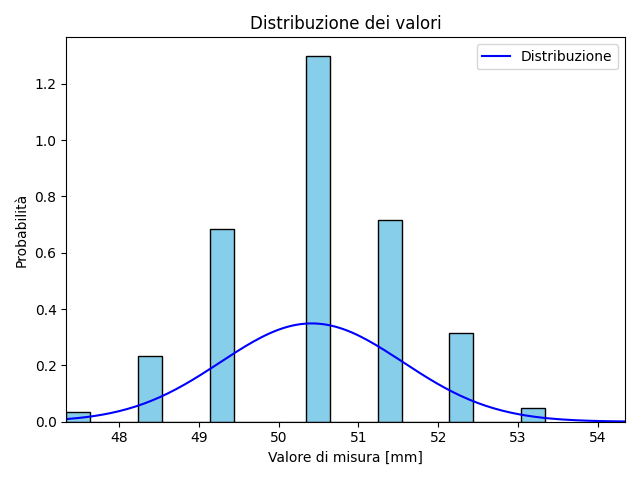 Distribuzione dei valori
Distribuzione
Probabilità
1.2
1.0
0.8
0.6
0.4
0.2
0.0
48 49 50 51 52 53 54
Valore di misura [mm]